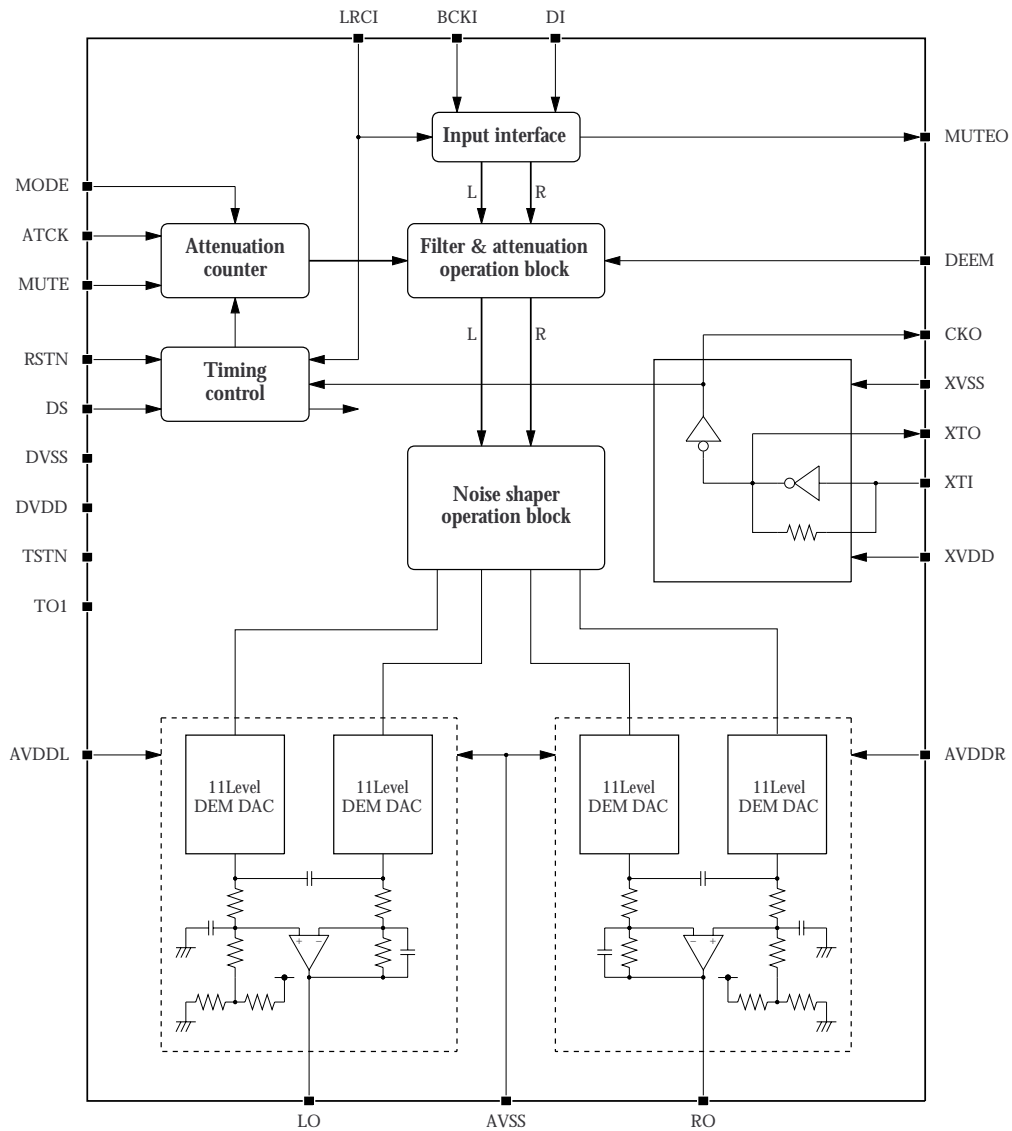 LRCI BCKI DI
Input interface
MUTEO
MODE
L R
ATCK
Attenuation
counter
Filter & attenuation
operation block
DEEM
MUTE
L R
CKO
RSTN
Timing
control
XVSS
DS
XTO
DVSS
XTI
Noise shaper
operation block
DVDD
TSTN
XVDD
TO1
AVDDL
AVDDR
11Level
DEM DAC
11Level
DEM DAC
11Level
DEM DAC
11Level
DEM DAC
+ −
− +
LO AVSS RO